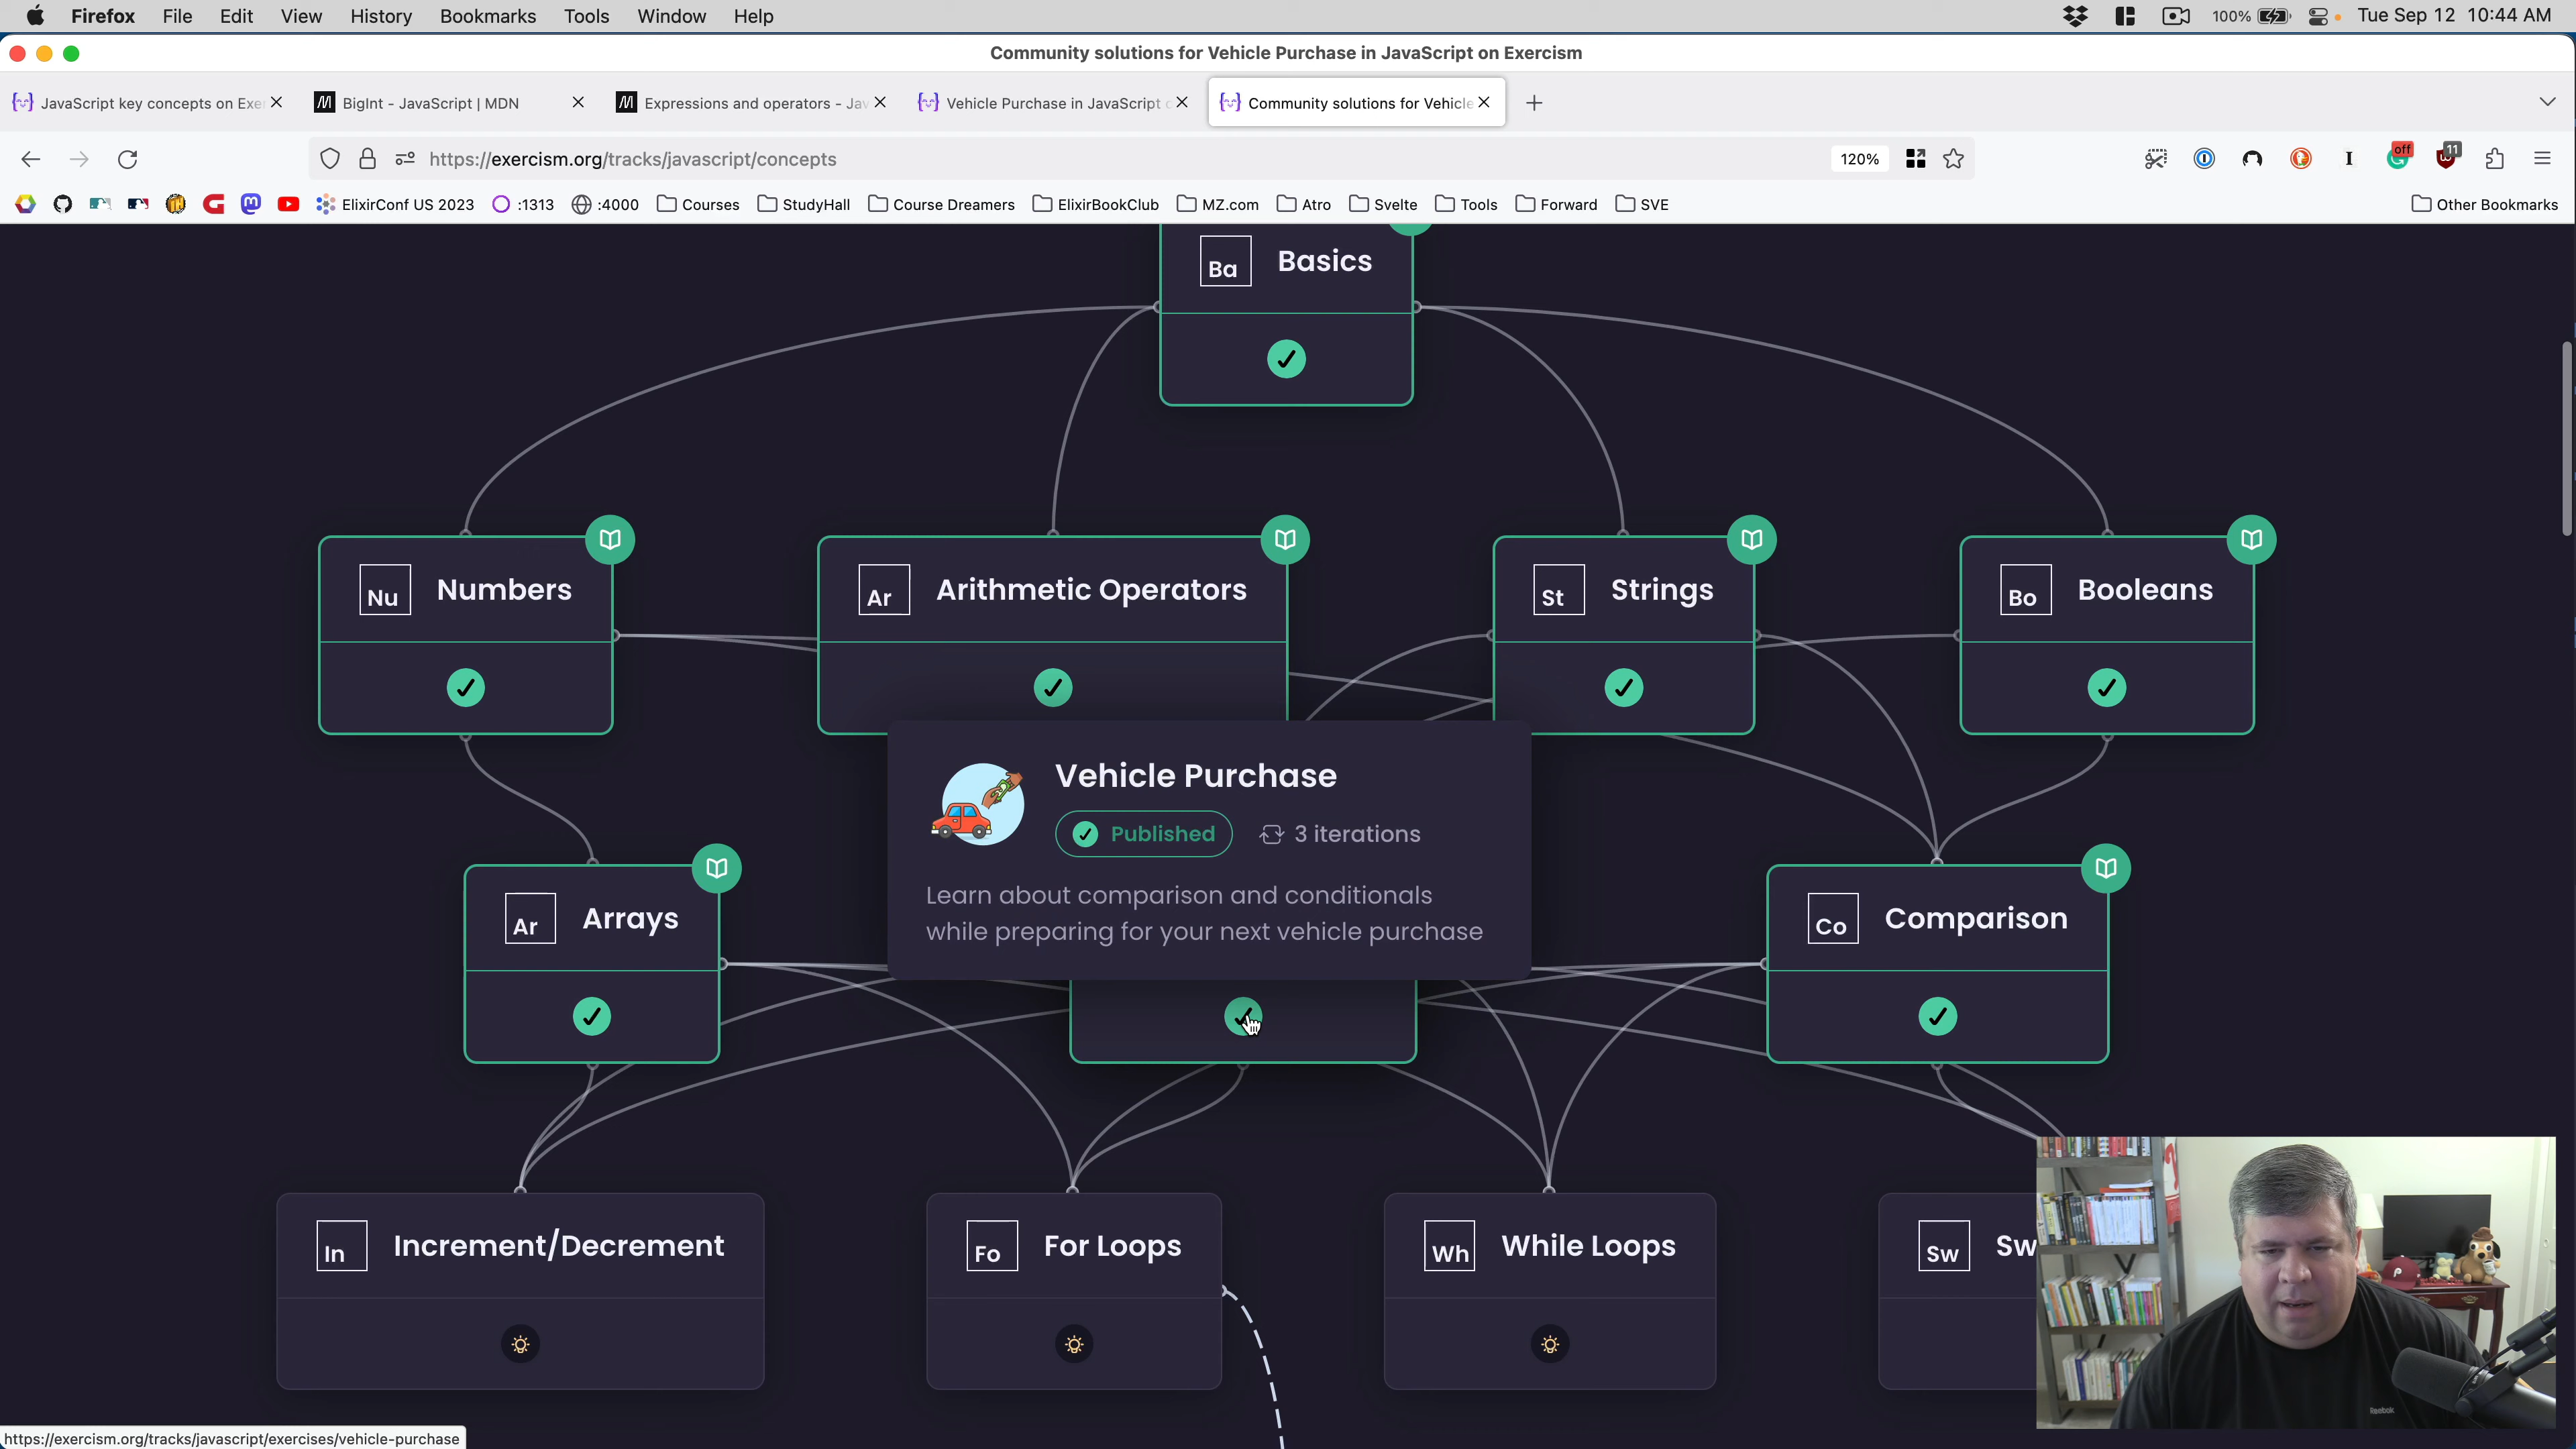 Firefox File Edit View History Bookmarks Tools Window Help
100% Tue Sep 12 10:44 AM
Community solutions for Vehicle Purchase in JavaScript on Exercism
JavaScript key concepts on Exe
BigInt - JavaScript | MDN
Expressions and operators - Jav
Vehicle Purchase in JavaScript
Community solutions for Vehicle
https://exercism.org/tracks/javascript/concepts
120%
off
11
ElixirConf US 2023 :1313 :4000 Courses StudyHall Course Dreamers ElixirBookClub MZ.com Atro Svelte Tools Forward SVE Other Bookmarks
Ba Basics
Nu Numbers
Ar Arithmetic Operators
St Strings
Bo Booleans
Vehicle Purchase
Published 3 iterations
Learn about comparison and conditionals
while preparing for your next vehicle purchase
Ar Arrays
Co Comparison
In Increment/Decrement
Fo For Loops
Wh While Loops
Sw Sw
Reebok
https://exercism.org/tracks/javascript/exercises/vehicle-purchase